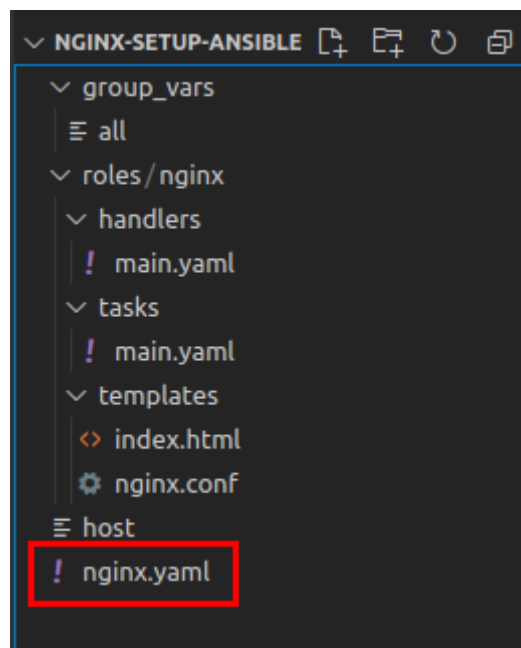 NGINX-SETUP-ANSIBLE
group_vars
all
roles/nginx
handlers
! main.yaml
tasks
! main.yaml
templates
<> index.html
nginx.conf
host
! nginx.yaml